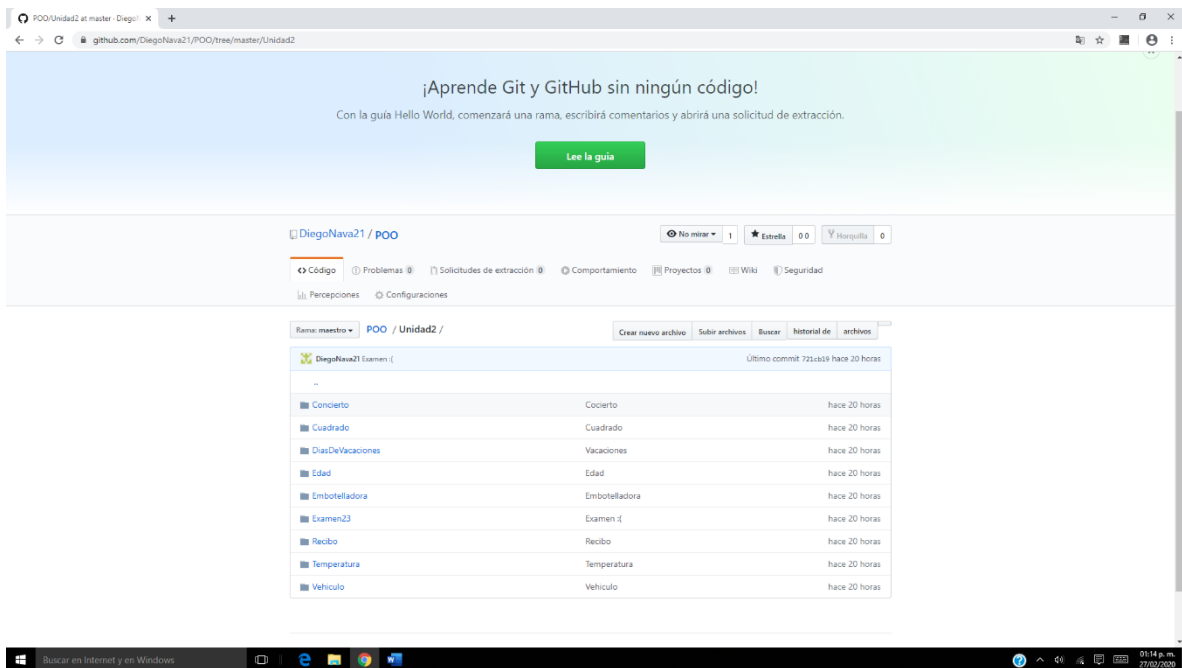 POO/Unidad2 at master · Diego
github.com/DiegoNava21/POO/tree/master/Unidad2
¡Aprende Git y GitHub sin ningún código!
Con la guía Hello World, comenzará una rama, escribirá comentarios y abrirá una solicitud de extracción.
Lee la guia
DiegoNava21 / POO
No mirar 1 Estrella 0 0 Horquilla 0
Código Problemas 0 Solicitudes de extracción 0 Comportamiento Proyectos 0 Wiki Seguridad
Percepciones Configuraciones
Rama: maestro POO / Unidad2 / Crear nuevo archivo Subir archivos Buscar historial de archivos
DiegoNava21 Examen :( Último commit 721cb19 hace 20 horas
..
Concierto Cocierto hace 20 horas
Cuadrado Cuadrado hace 20 horas
DiasDeVacaciones Vacaciones hace 20 horas
Edad Edad hace 20 horas
Embotelladora Embotelladora hace 20 horas
Examen23 Examen :( hace 20 horas
Recibo Recibo hace 20 horas
Temperatura Temperatura hace 20 horas
Vehiculo Vehiculo hace 20 horas
Buscar en Internet y en Windows
01:14 p. m.
27/02/2020